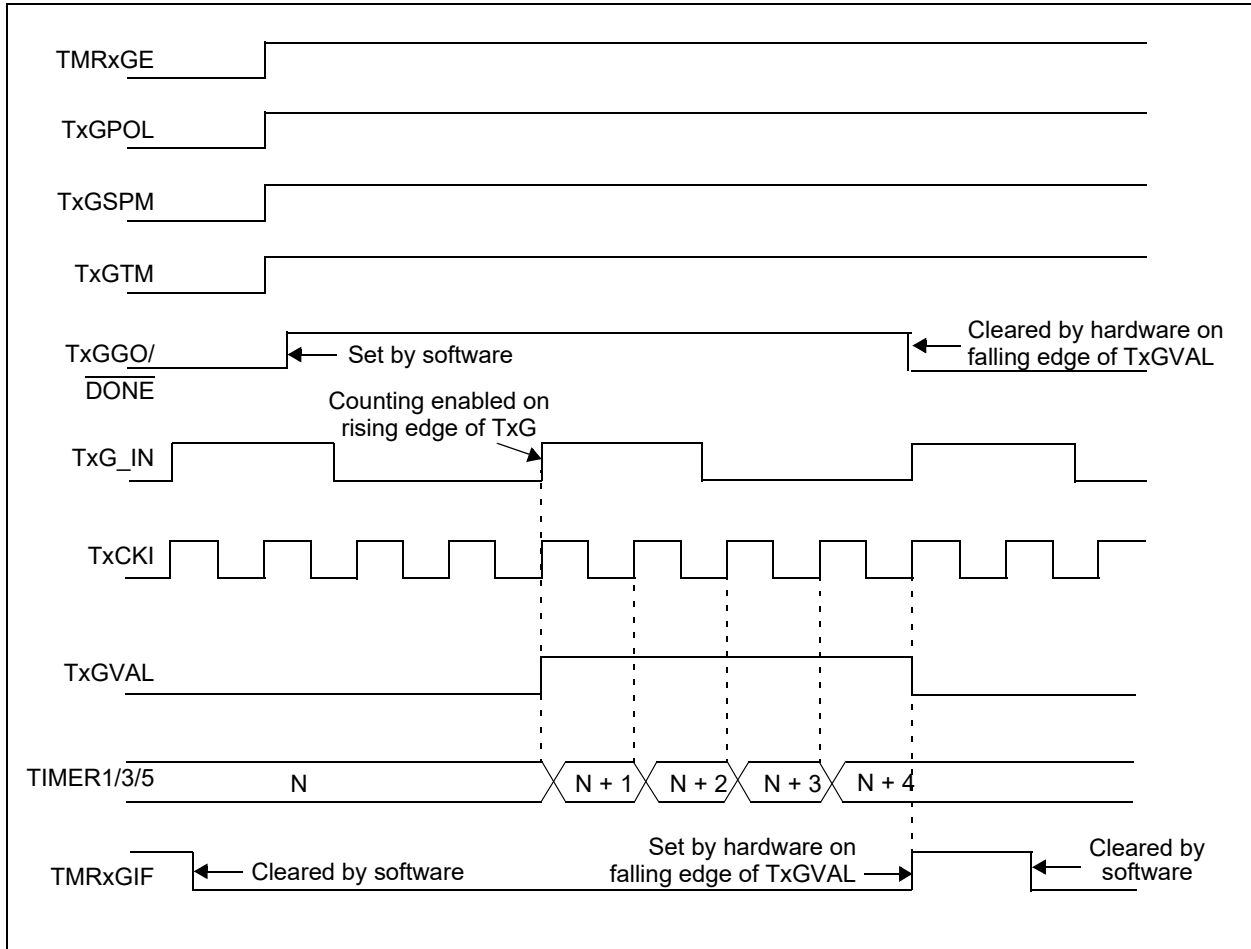 TMRxGE
TxGPOL
TxGSPM
TxGTM
TxGGO/
DONE
Set by software
Cleared by hardware on
falling edge of TxGVAL
Counting enabled on
rising edge of TxG
TxG_IN
TxCKI
TxGVAL
TIMER1/3/5
N
N + 1
N + 2
N + 3
N + 4
TMRxGIF
Cleared by software
Set by hardware on
falling edge of TxGVAL
Cleared by
software